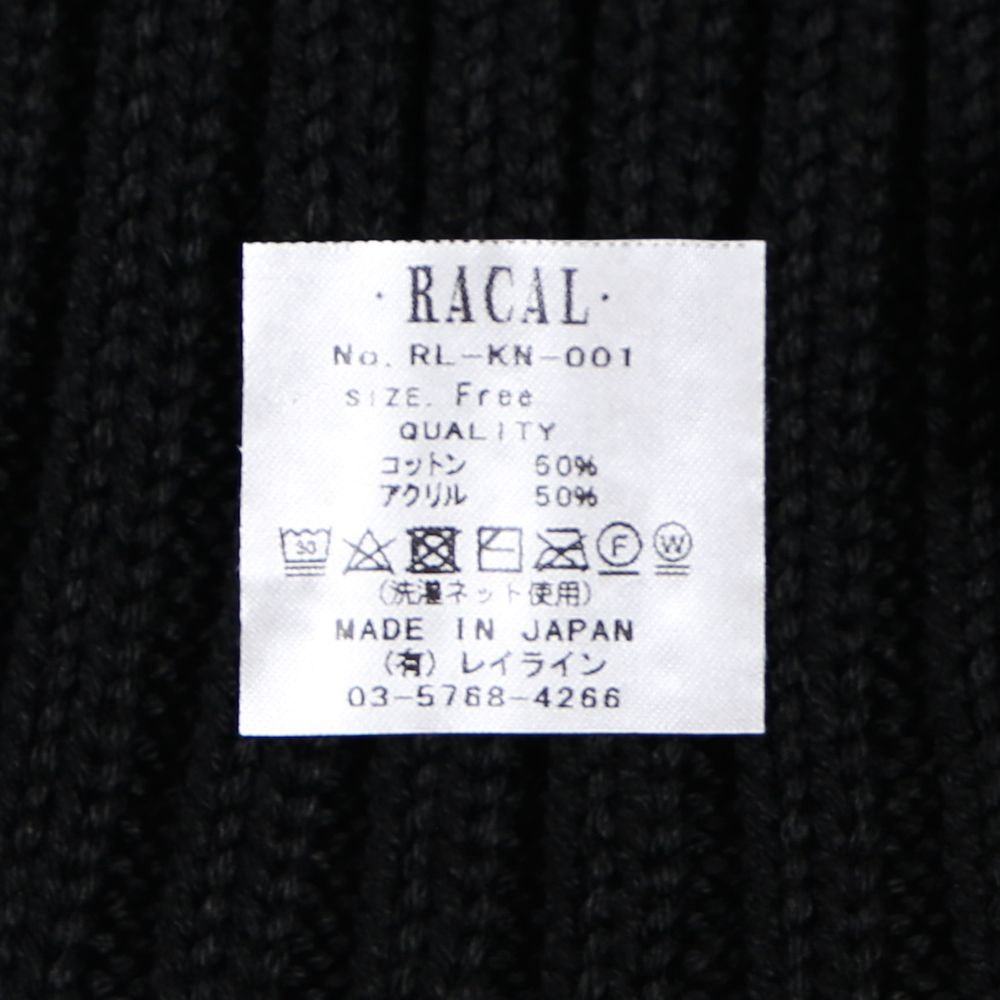 ·RACAL·
No. RL-KN-001
SIZE. Free
QUALITY
コットン 50%
アクリル 50%
30 F W
(洗濯ネット使用)
MADE IN JAPAN
(有)レイライン
03-5768-4266